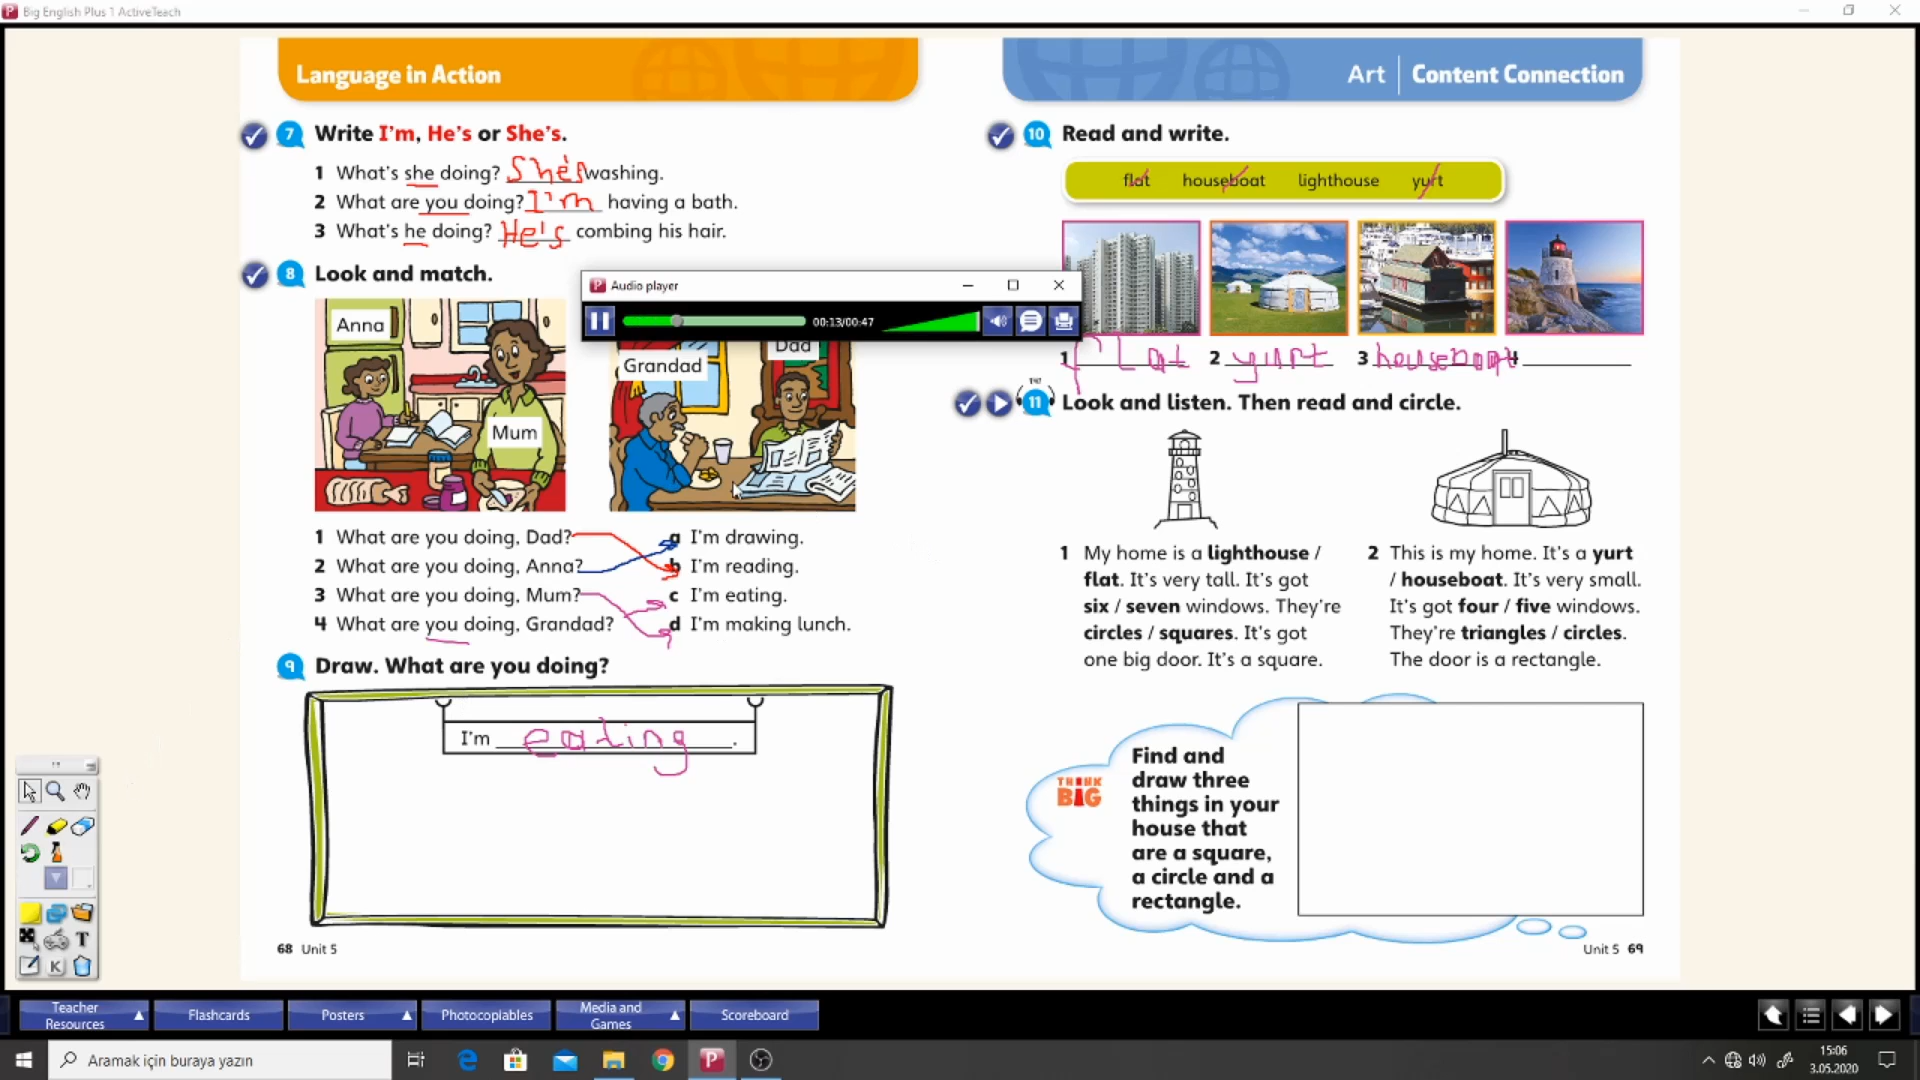 Big English Plus 1 ActiveTeach
Language in Action
7 Write I'm, He's or She's.
1 What's she doing? She's washing.
2 What are you doing? I'm having a bath.
3 What's he doing? He's combing his hair.
8 Look and match.
Anna
Mum
Grandad
Dad
Audio player
00:13/00:47
1 What are you doing, Dad?
2 What are you doing, Anna?
3 What are you doing, Mum?
4 What are you doing, Grandad?
a I'm drawing.
b I'm reading.
c I'm eating.
d I'm making lunch.
9 Draw. What are you doing?
I'm eating.
68 Unit 5
Art Content Connection
10 Read and write.
flat houseboat lighthouse yurt
1 flat 2 yurt 3 houseboat 4
11 Look and listen. Then read and circle.
1 My home is a lighthouse /
flat. It's very tall. It's got
six / seven windows. They're
circles / squares. It's got
one big door. It's a square.
2 This is my home. It's a yurt
/ houseboat. It's very small.
It's got four / five windows.
They're triangles / circles.
The door is a rectangle.
THINK
BIG
Find and
draw three
things in your
house that
are a square,
a circle and a
rectangle.
Unit 5 69
T
K
Teacher
Resources
Flashcards
Posters
Photocopiables
Media and
Games
Scoreboard
Aramak için buraya yazın
15:06
3.05.2020